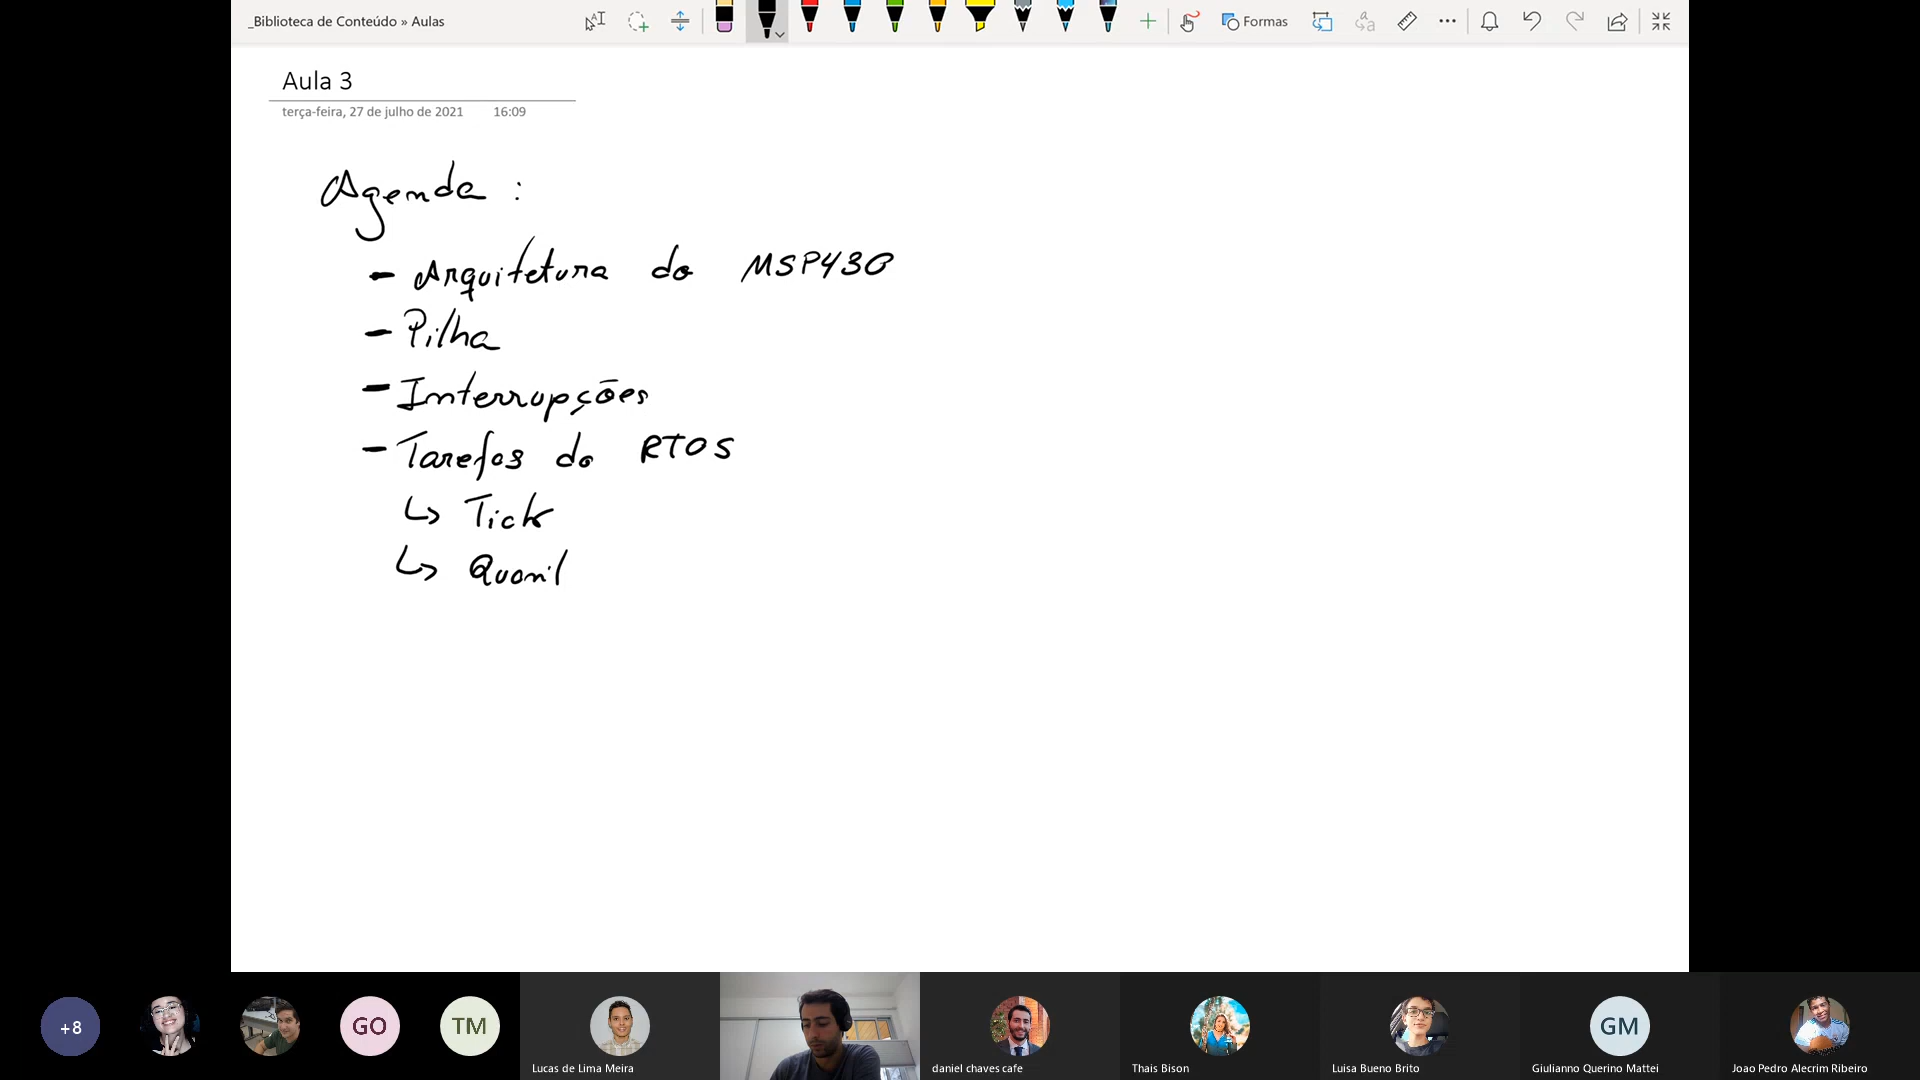 _Biblioteca de Conteúdo » Aulas
Formas
Aula 3
terça-feira, 27 de julho de 2021 16:09
Agenda :
- Arquitetura do MSP430
- Pilha
- Interrupções
- Tarefas do RTOS
↳ Tick
↳
+8
GO
TM
GM
Lucas de Lima Meira
daniel chaves cafe
Thais Bison
Luisa Bueno Brito
Giulianno Querino Mattei
Joao Pedro Alecrim Ribeiro